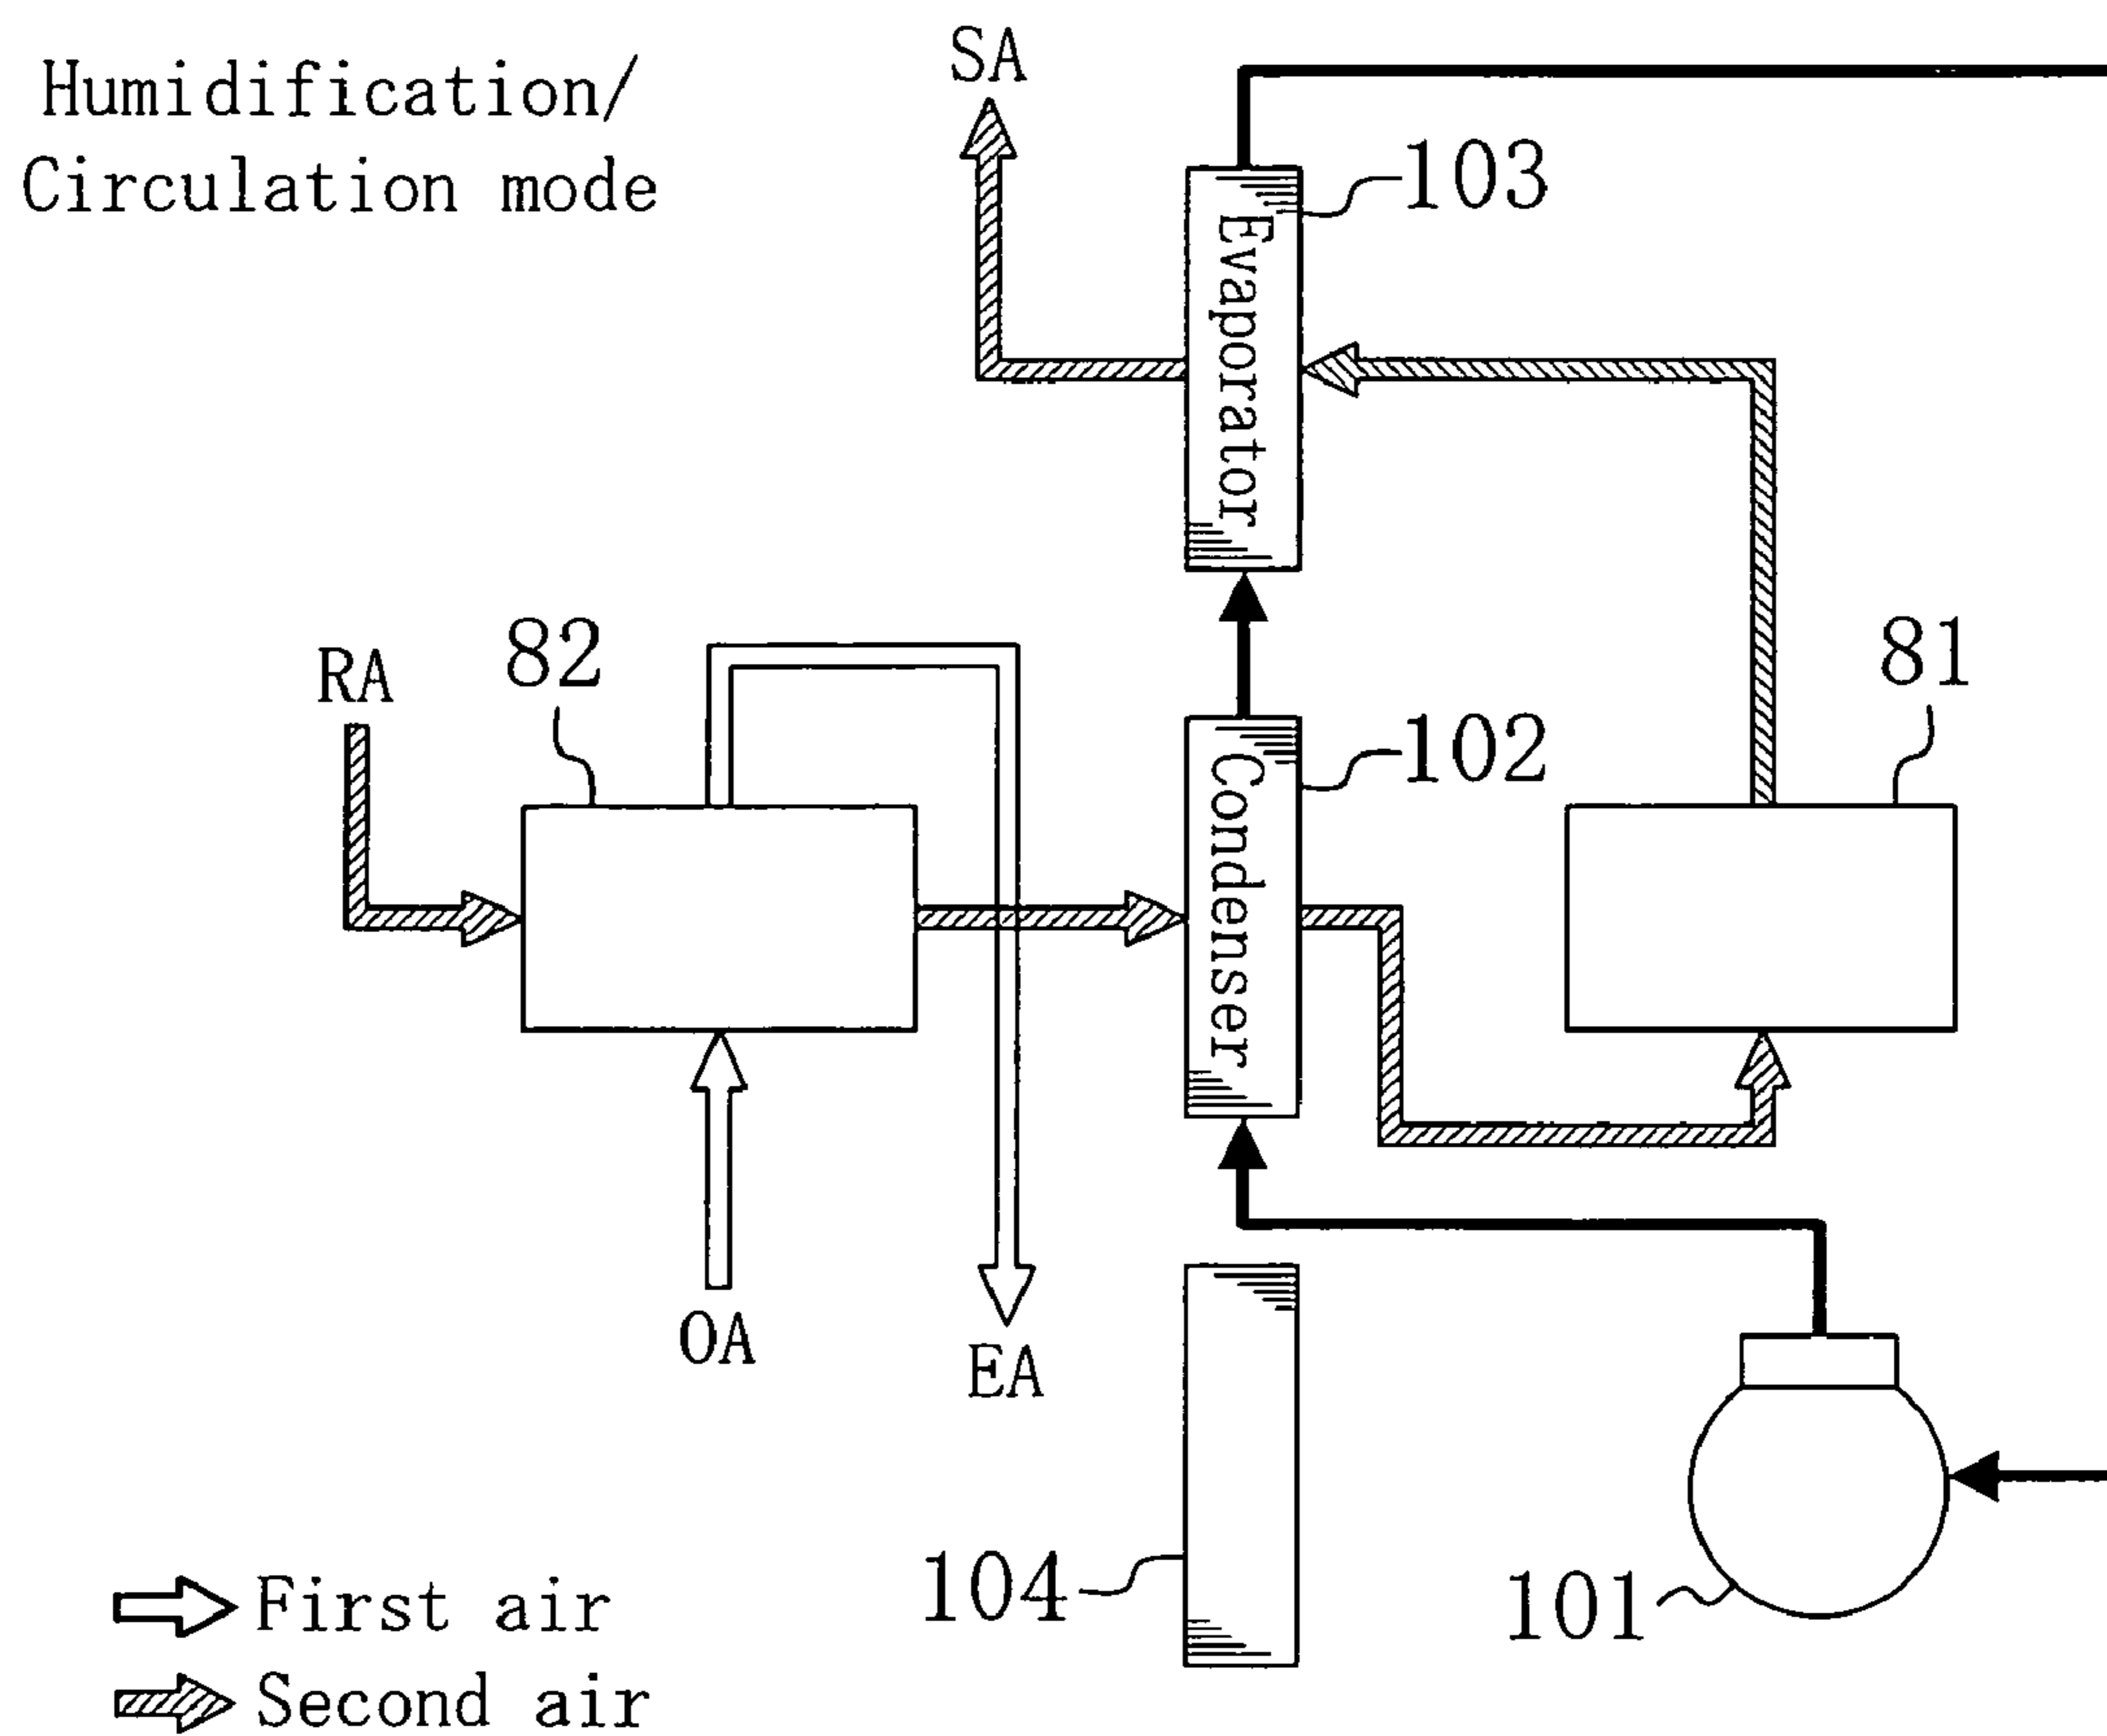 Humidification/
Circulation mode
SA
103
Evaporator
RA
82
81
102
Condenser
OA
EA
104
101
First air
Second air